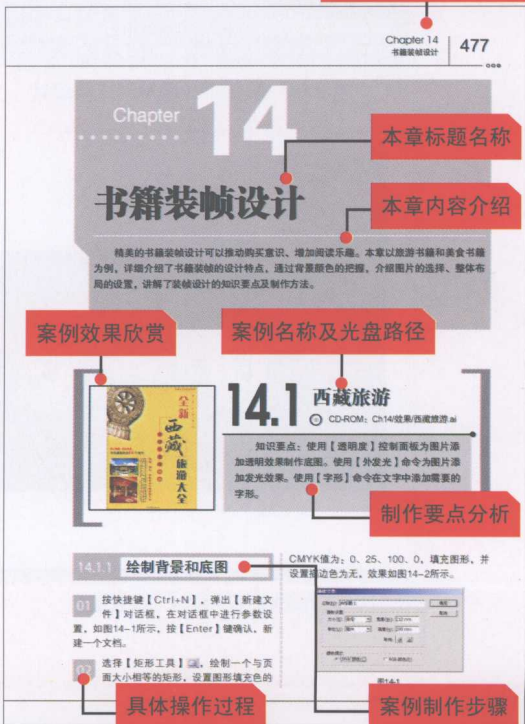 Chapter 14
书籍装帧设计
477
Chapter
14
本章标题名称
书籍装帧设计
本章内容介绍
精美的书籍装帧设计可以推动购买意识、增加阅读乐趣。本章以旅游书籍和美食书籍
为例，详细介绍了书籍装帧的设计特点，通过背景颜色的把握、介绍图片的选择、整体布
局的设置，讲解了装帧设计的知识要点及制作方法。
案例效果欣赏
案例名称及光盘路径
全新
西藏
旅游大全
14.1 西藏旅游
CD-ROM：Ch14/效果/西藏旅游.ai
知识要点：使用【透明度】控制面板为图片添
加透明效果制作底图。使用【外发光】命令为图片添
加发光效果。使用【字形】命令在文字中添加需要的
字形。
制作要点分析
14.1.1 绘制背景和底图
01 按快捷键【Ctrl+N】，弹出【新建文
件】对话框，在对话框中进行参数设
置，如图14-1所示，按【Enter】键确认，新
建一个文档。
02 选择【矩形工具】，绘制一个与页
面大小相等的矩形，设置图形填充色的
CMYK值为：0、25、100、0，填充图形，并
设置描边色为无，效果如图14-2所示。
图14-1
具体操作过程
案例制作步骤